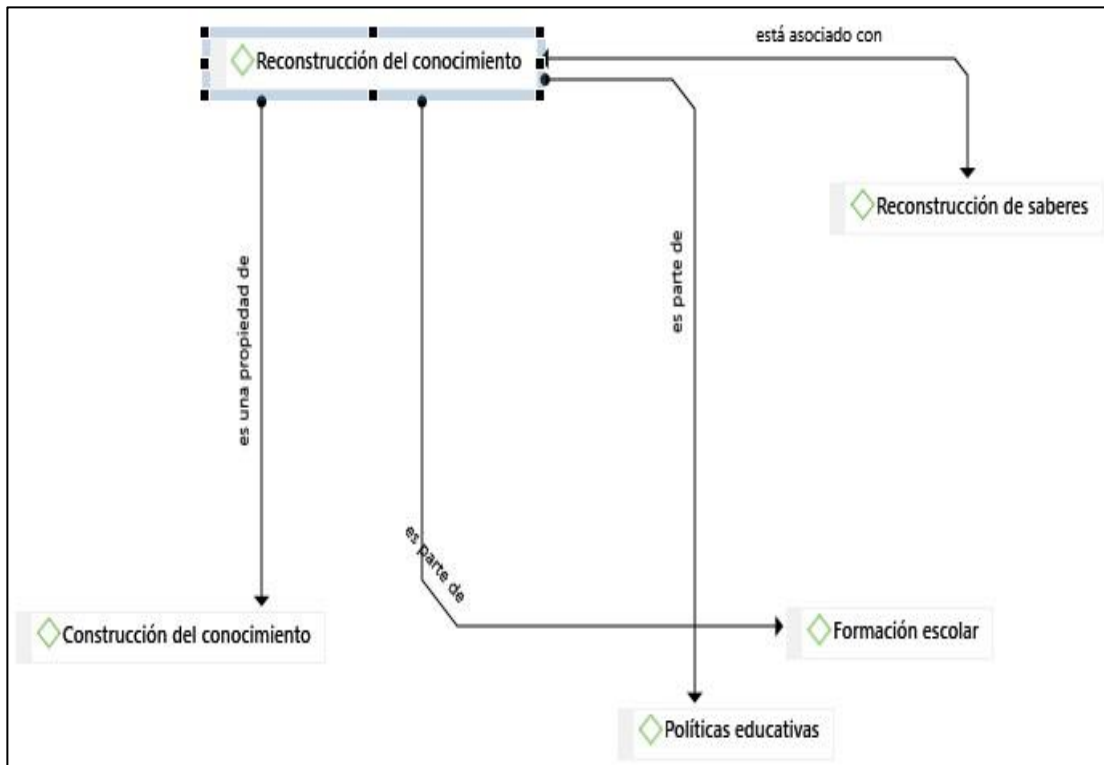 está asociado con
Reconstrucción del conocimiento
Reconstrucción de saberes
es parte de
es una propiedad de
es parte de
Construcción del conocimiento
Formación escolar
Políticas educativas